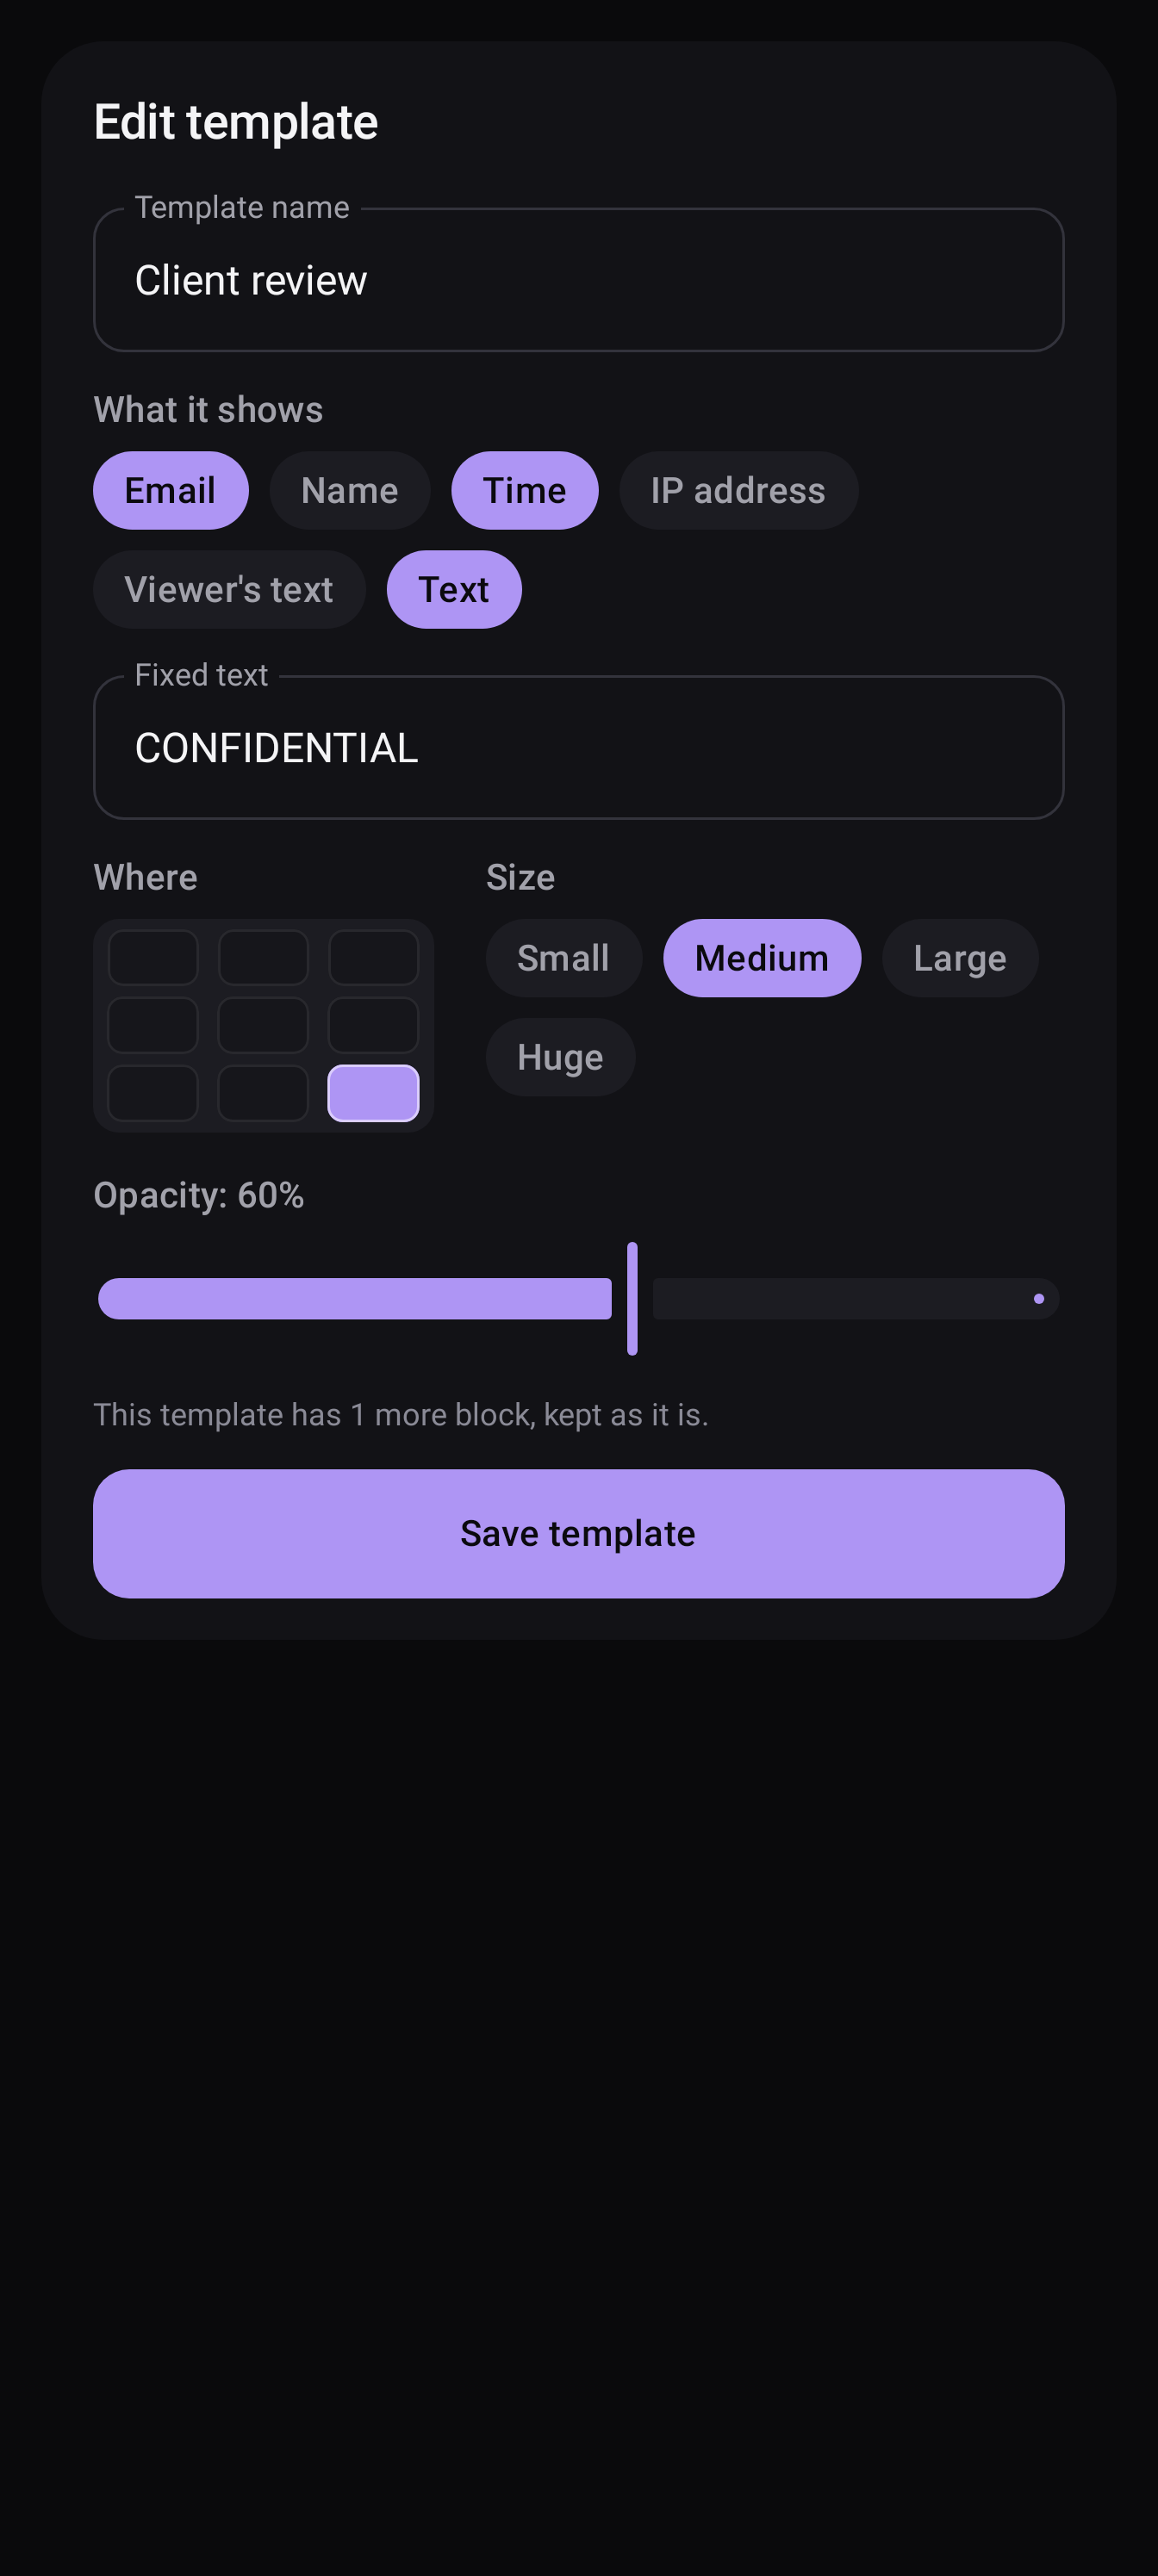 Edit template
Template name
Client review
What it shows
Email Name Time IP address
Viewer's text Text
Fixed text
CONFIDENTIAL
Where Size
Small Medium Large
Huge
Opacity: 60%
This template has 1 more block, kept as it is.
Save template